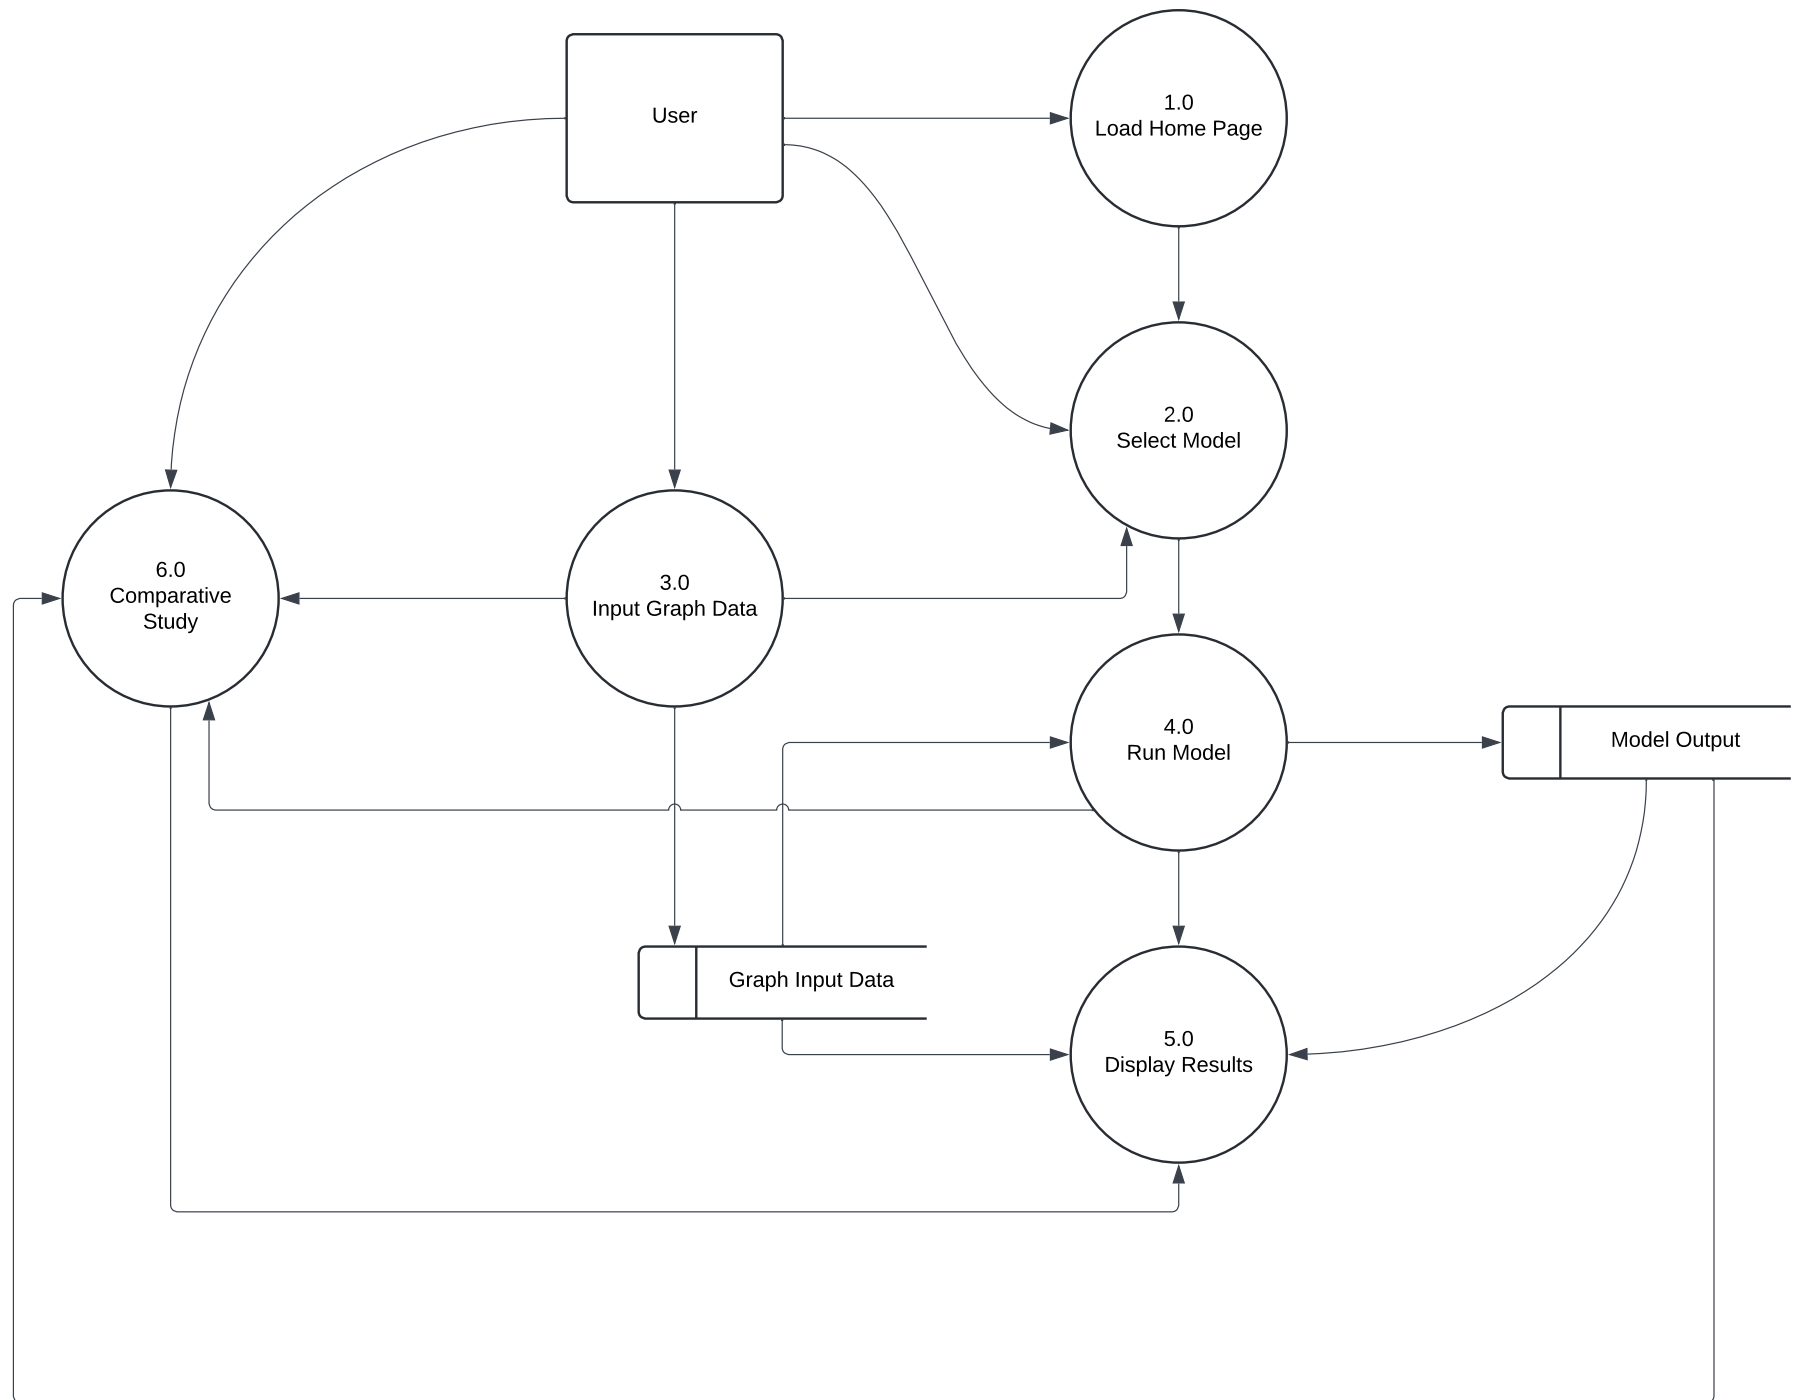 User
1.0
Load Home Page
2.0
Select Model
6.0
Comparative
Study
3.0
Input Graph Data
4.0
Run Model
Model Output
Graph Input Data
5.0
Display Results